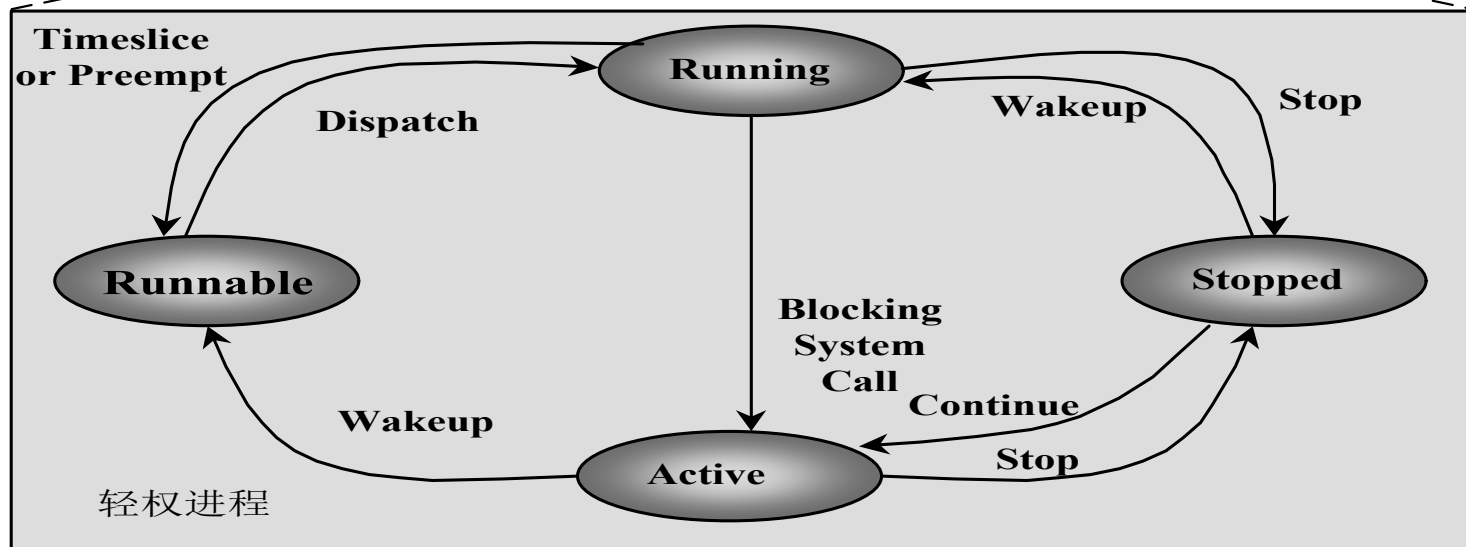 Timeslice
or Preempt
Running
Dispatch
Wakeup
Stop
Runnable
Stopped
Blocking
System
Call
Continue
Wakeup
Stop
Active
轻权进程